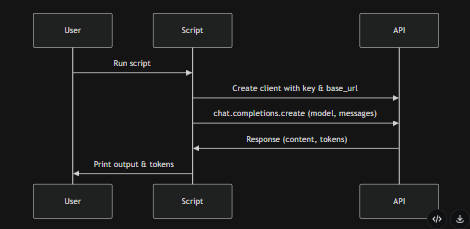 User Script API
Run script
Create client with key & base_url
chat.completions.create (model, messages)
Response (content, tokens)
Print output & tokens
User Script API